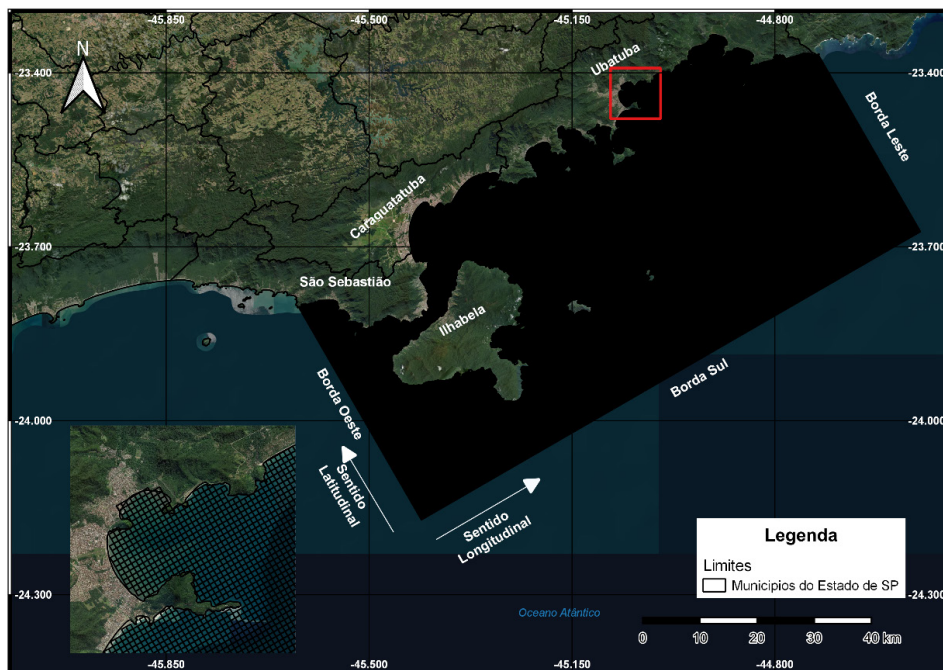 -45.850 -45.500 -45.150 -44.800
N
-23.400 -23.400
Ubatuba
Borda Leste
Caraquatatuba
-23.700 -23.700
São Sebastião
Ilhabela
Borda Sul
Borda Oeste
-24.000 -24.000
Sentido
Latitudinal
Sentido
Longitudinal
Legenda
Limites
Municipios do Estado de SP
-24.300 -24.300
Oceano Atântico
0 10 20 30 40 km
-45.850 -45.500 -45.150 -44.800